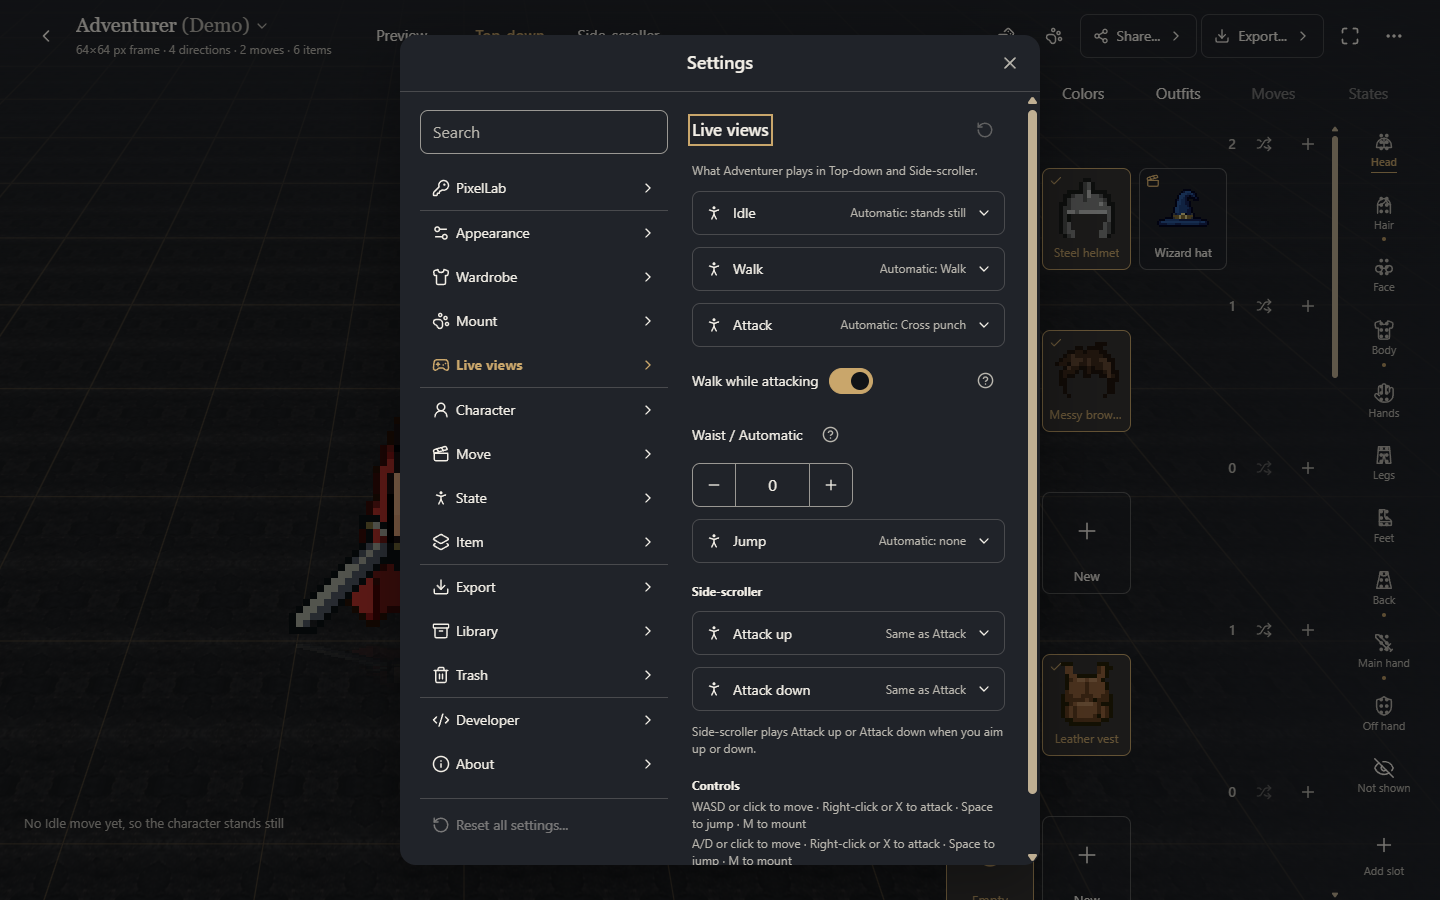 Adventurer (Demo)
64×64 px frame · 4 directions · 2 moves · 6 items
Preview
Top-down
Side-scroller
Share...
Export...
Settings
Search
PixelLab
Appearance
Wardrobe
Mount
Live views
Character
Move
State
Item
Export
Library
Trash
Developer
About
Reset all settings...
Live views
What Adventurer plays in Top-down and Side-scroller.
Idle
Automatic: stands still
Walk
Automatic: Walk
Attack
Automatic: Cross punch
Walk while attacking
Waist / Automatic
0
Jump
Automatic: none
Side-scroller
Attack up
Same as Attack
Attack down
Same as Attack
Side-scroller plays Attack up or Attack down when you aim
up or down.
Controls
WASD or click to move · Right-click or X to attack · Space
to jump · M to mount
A/D or click to move · Right-click or X to attack · Space to
jump · M to mount
Colors
Outfits
Moves
States
2
Steel helmet
Wizard hat
1
Messy brow...
0
New
1
Leather vest
0
Empty
New
Head
Hair
Face
Body
Hands
Legs
Feet
Back
Main hand
Off hand
Not shown
Add slot
No Idle move yet, so the character stands still